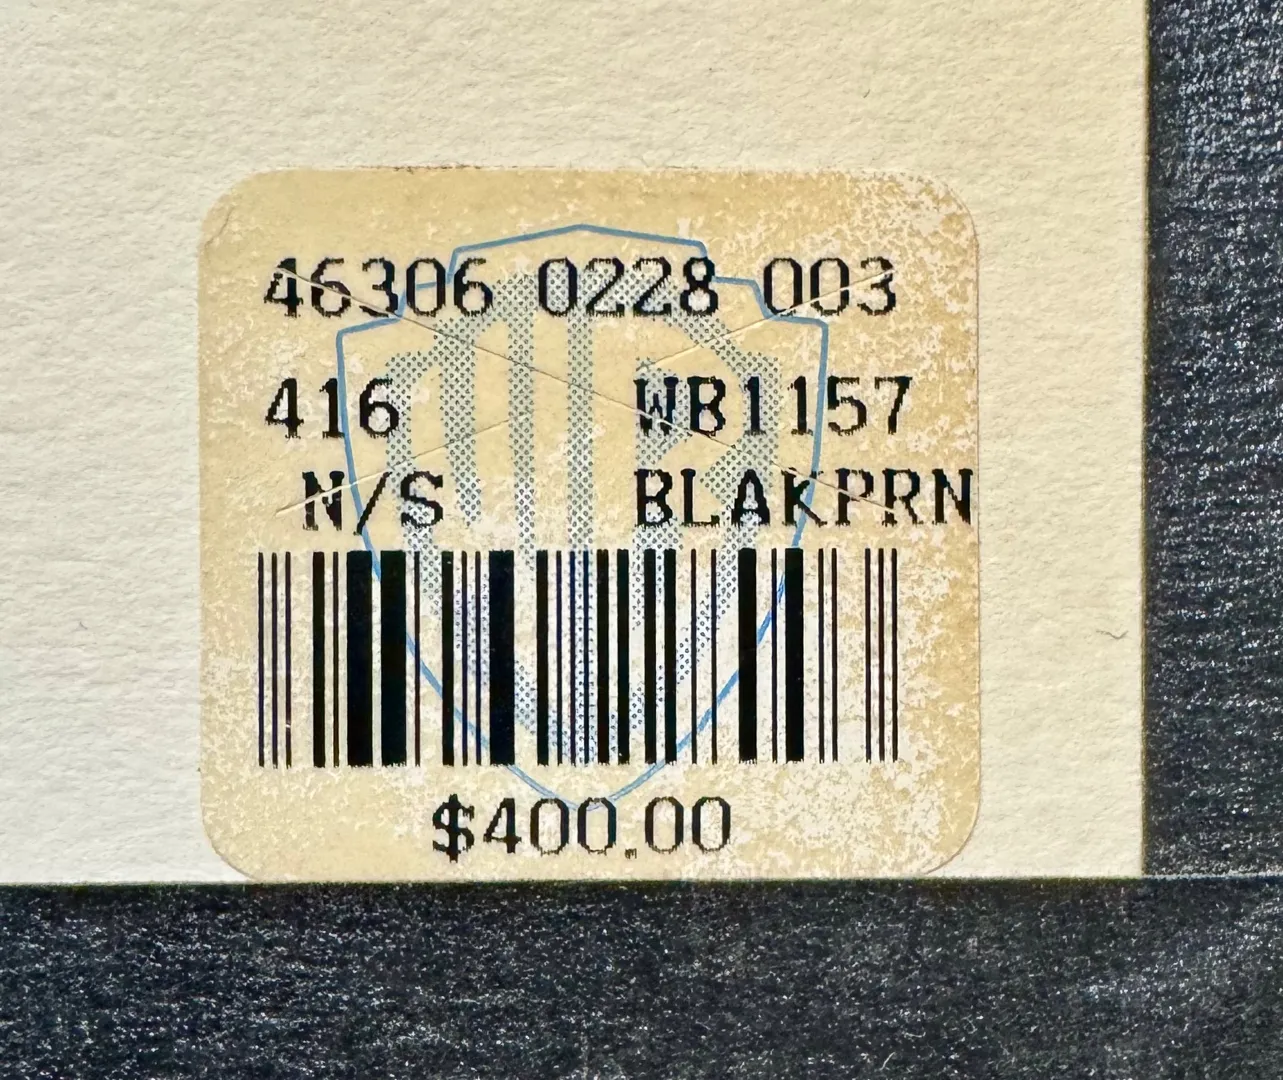 46306 0228 003
416 WB1157
N/S BLAKPRN
$400.00